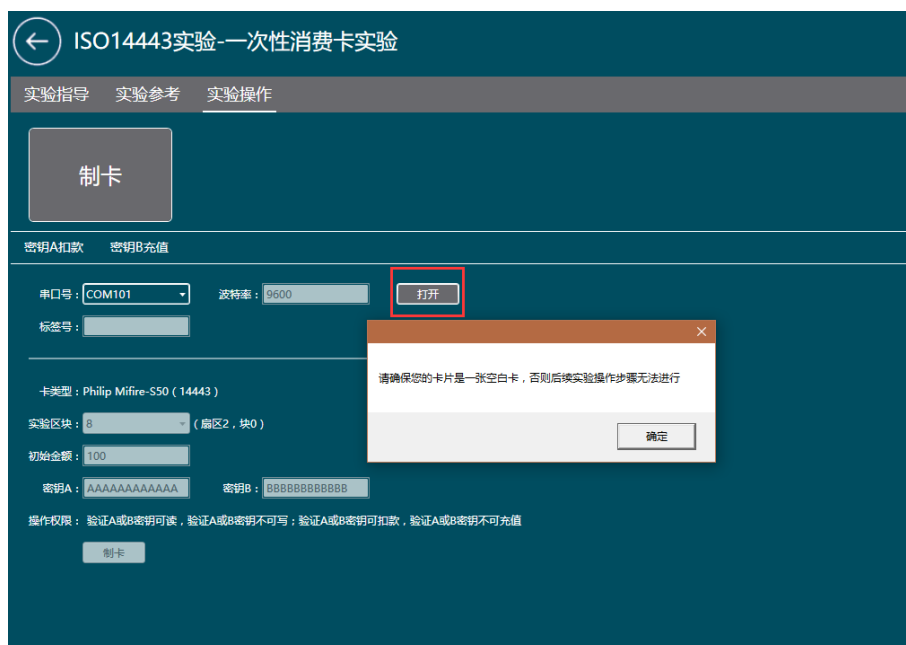 ISO14443实验-一次性消费卡实验
实验指导 实验参考 实验操作
制卡
密钥A扣款 密钥B充值
串口号： COM101 波特率： 9600 打开
标签号：
请确保您的卡片是一张空白卡，否则后续实验操作步骤无法进行
确定
卡类型：Philip Mifire-S50（14443）
实验区块： 8 （扇区2，块0）
初始金额： 100
密钥A： AAAAAAAAAAAA 密钥B： BBBBBBBBBBBB
操作权限： 验证A或B密钥可读，验证A或B密钥不可写；验证A或B密钥可扣款，验证A或B密钥不可充值
制卡